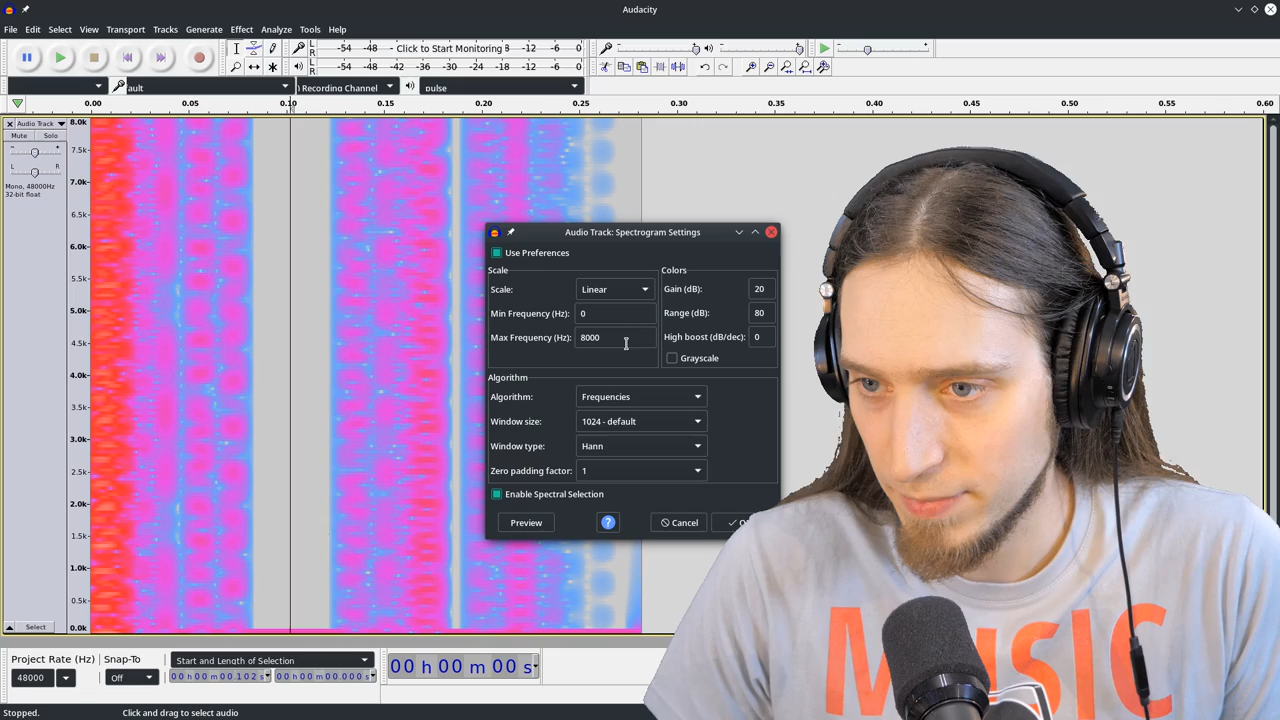 Audacity
File Edit Select View Transport Tracks Generate Effect Analyze Tools Help
L R -54 -48 - Click to Start Monitoring -12 -6 0
L R -54 -48 -42 -36 -30 -24 -18 -12 -6 0
ault
Recording Channel
pulse
0.00 0.05 0.10 0.15 0.20 0.25 0.30 0.35 0.40 0.45 0.50 0.55 0.60
Audio Track
Mute Solo
- +
L R
Mono, 48000Hz
32-bit float
Select
8.0k
7.5k
7.0k
6.5k
6.0k
5.5k
5.0k
4.5k
4.0k
3.5k
3.0k
2.5k
2.0k
1.5k
1.0k
0.5k
0.0k
Audio Track: Spectrogram Settings
Use Preferences
Scale
Scale: Linear
Min Frequency (Hz): 0
Max Frequency (Hz): 8000
Colors
Gain (dB): 20
Range (dB): 80
High boost (dB/dec): 0
Grayscale
Algorithm
Algorithm: Frequencies
Window size: 1024 - default
Window type: Hann
Zero padding factor: 1
Enable Spectral Selection
Preview ? Cancel
MUSIC
Project Rate (Hz) Snap-To Start and Length of Selection
48000 Off 00 h 00 m 00.102 s 00 h 00 m 00.000 s
00 h 00 m 00 s
Stopped. Click and drag to select audio